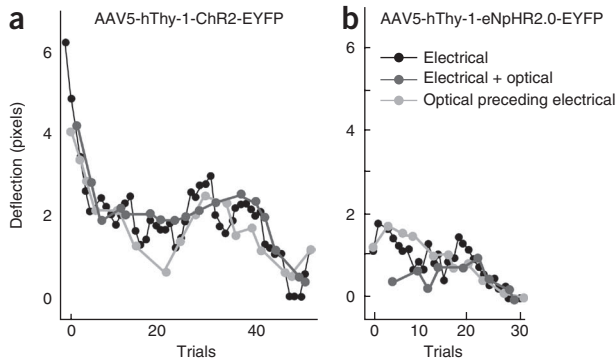 a
AAV5-hThy-1-ChR2-EYFP
b
AAV5-hThy-1-eNpHR2.0-EYFP
Electrical
Electrical + optical
Optical preceding electrical
Deflection (pixels)
6
4
2
0
0
20
40
Trials
6
4
2
0
0
10
20
30
Trials